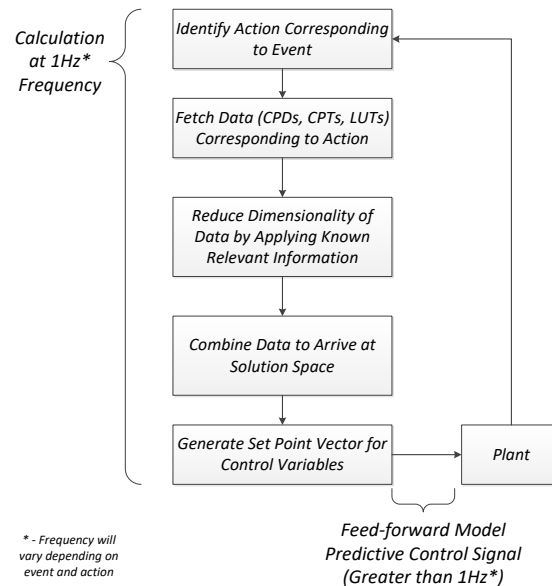 Calculation
at 1Hz*
Frequency
Identify Action Corresponding
to Event
Fetch Data (CPDs, CPTs, LUTs)
Corresponding to Action
Reduce Dimensionality of
Data by Applying Known
Relevant Information
Combine Data to Arrive at
Solution Space
Generate Set Point Vector for
Control Variables
Plant
Feed-forward Model
Predictive Control Signal
(Greater than 1Hz*)
* - Frequency will
vary depending on
event and action